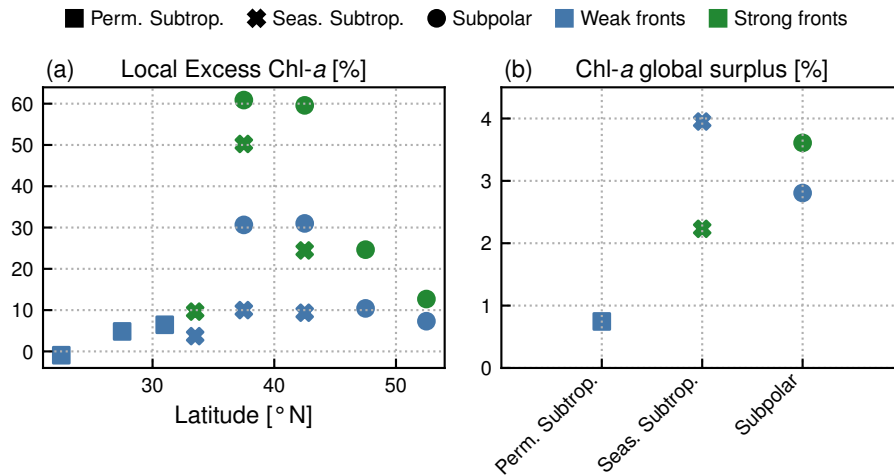 Perm. Subtrop. Seas. Subtrop. Subpolar Weak fronts Strong fronts
(a) Local Excess Chl-a [%]
60
50
40
30
20
10
0
30 40 50
Latitude [°N]
(b) Chl-a global surplus [%]
4
3
2
1
0
Perm. Subtrop. Seas. Subtrop. Subpolar